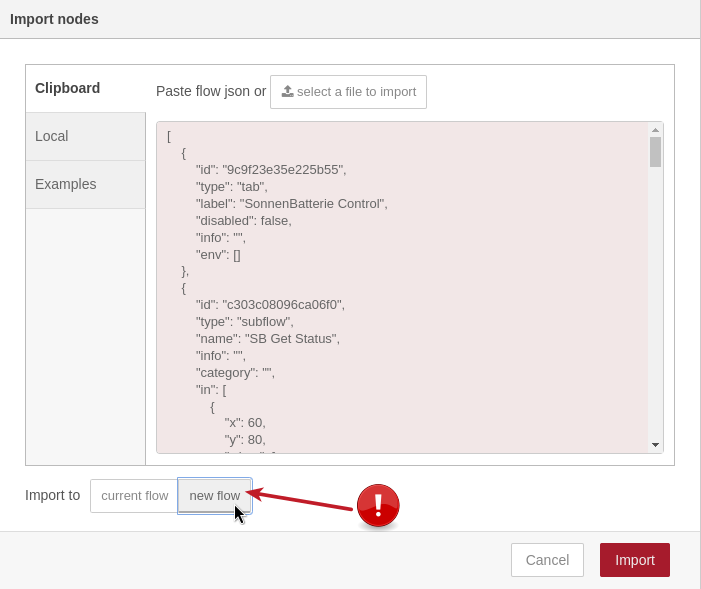 Import nodes
Clipboard
Local
Examples
Paste flow json or select a file to import
[
{
"id": "9c9f23e35e225b55",
"type": "tab",
"label": "SonnenBatterie Control",
"disabled": false,
"info": "",
"env": []
},
{
"id": "c303c08096ca06f0",
"type": "subflow",
"name": "SB Get Status",
"info": "",
"category": "",
"in": [
{
"x": 60,
"y": 80,
Import to current flow new flow
!
Cancel Import